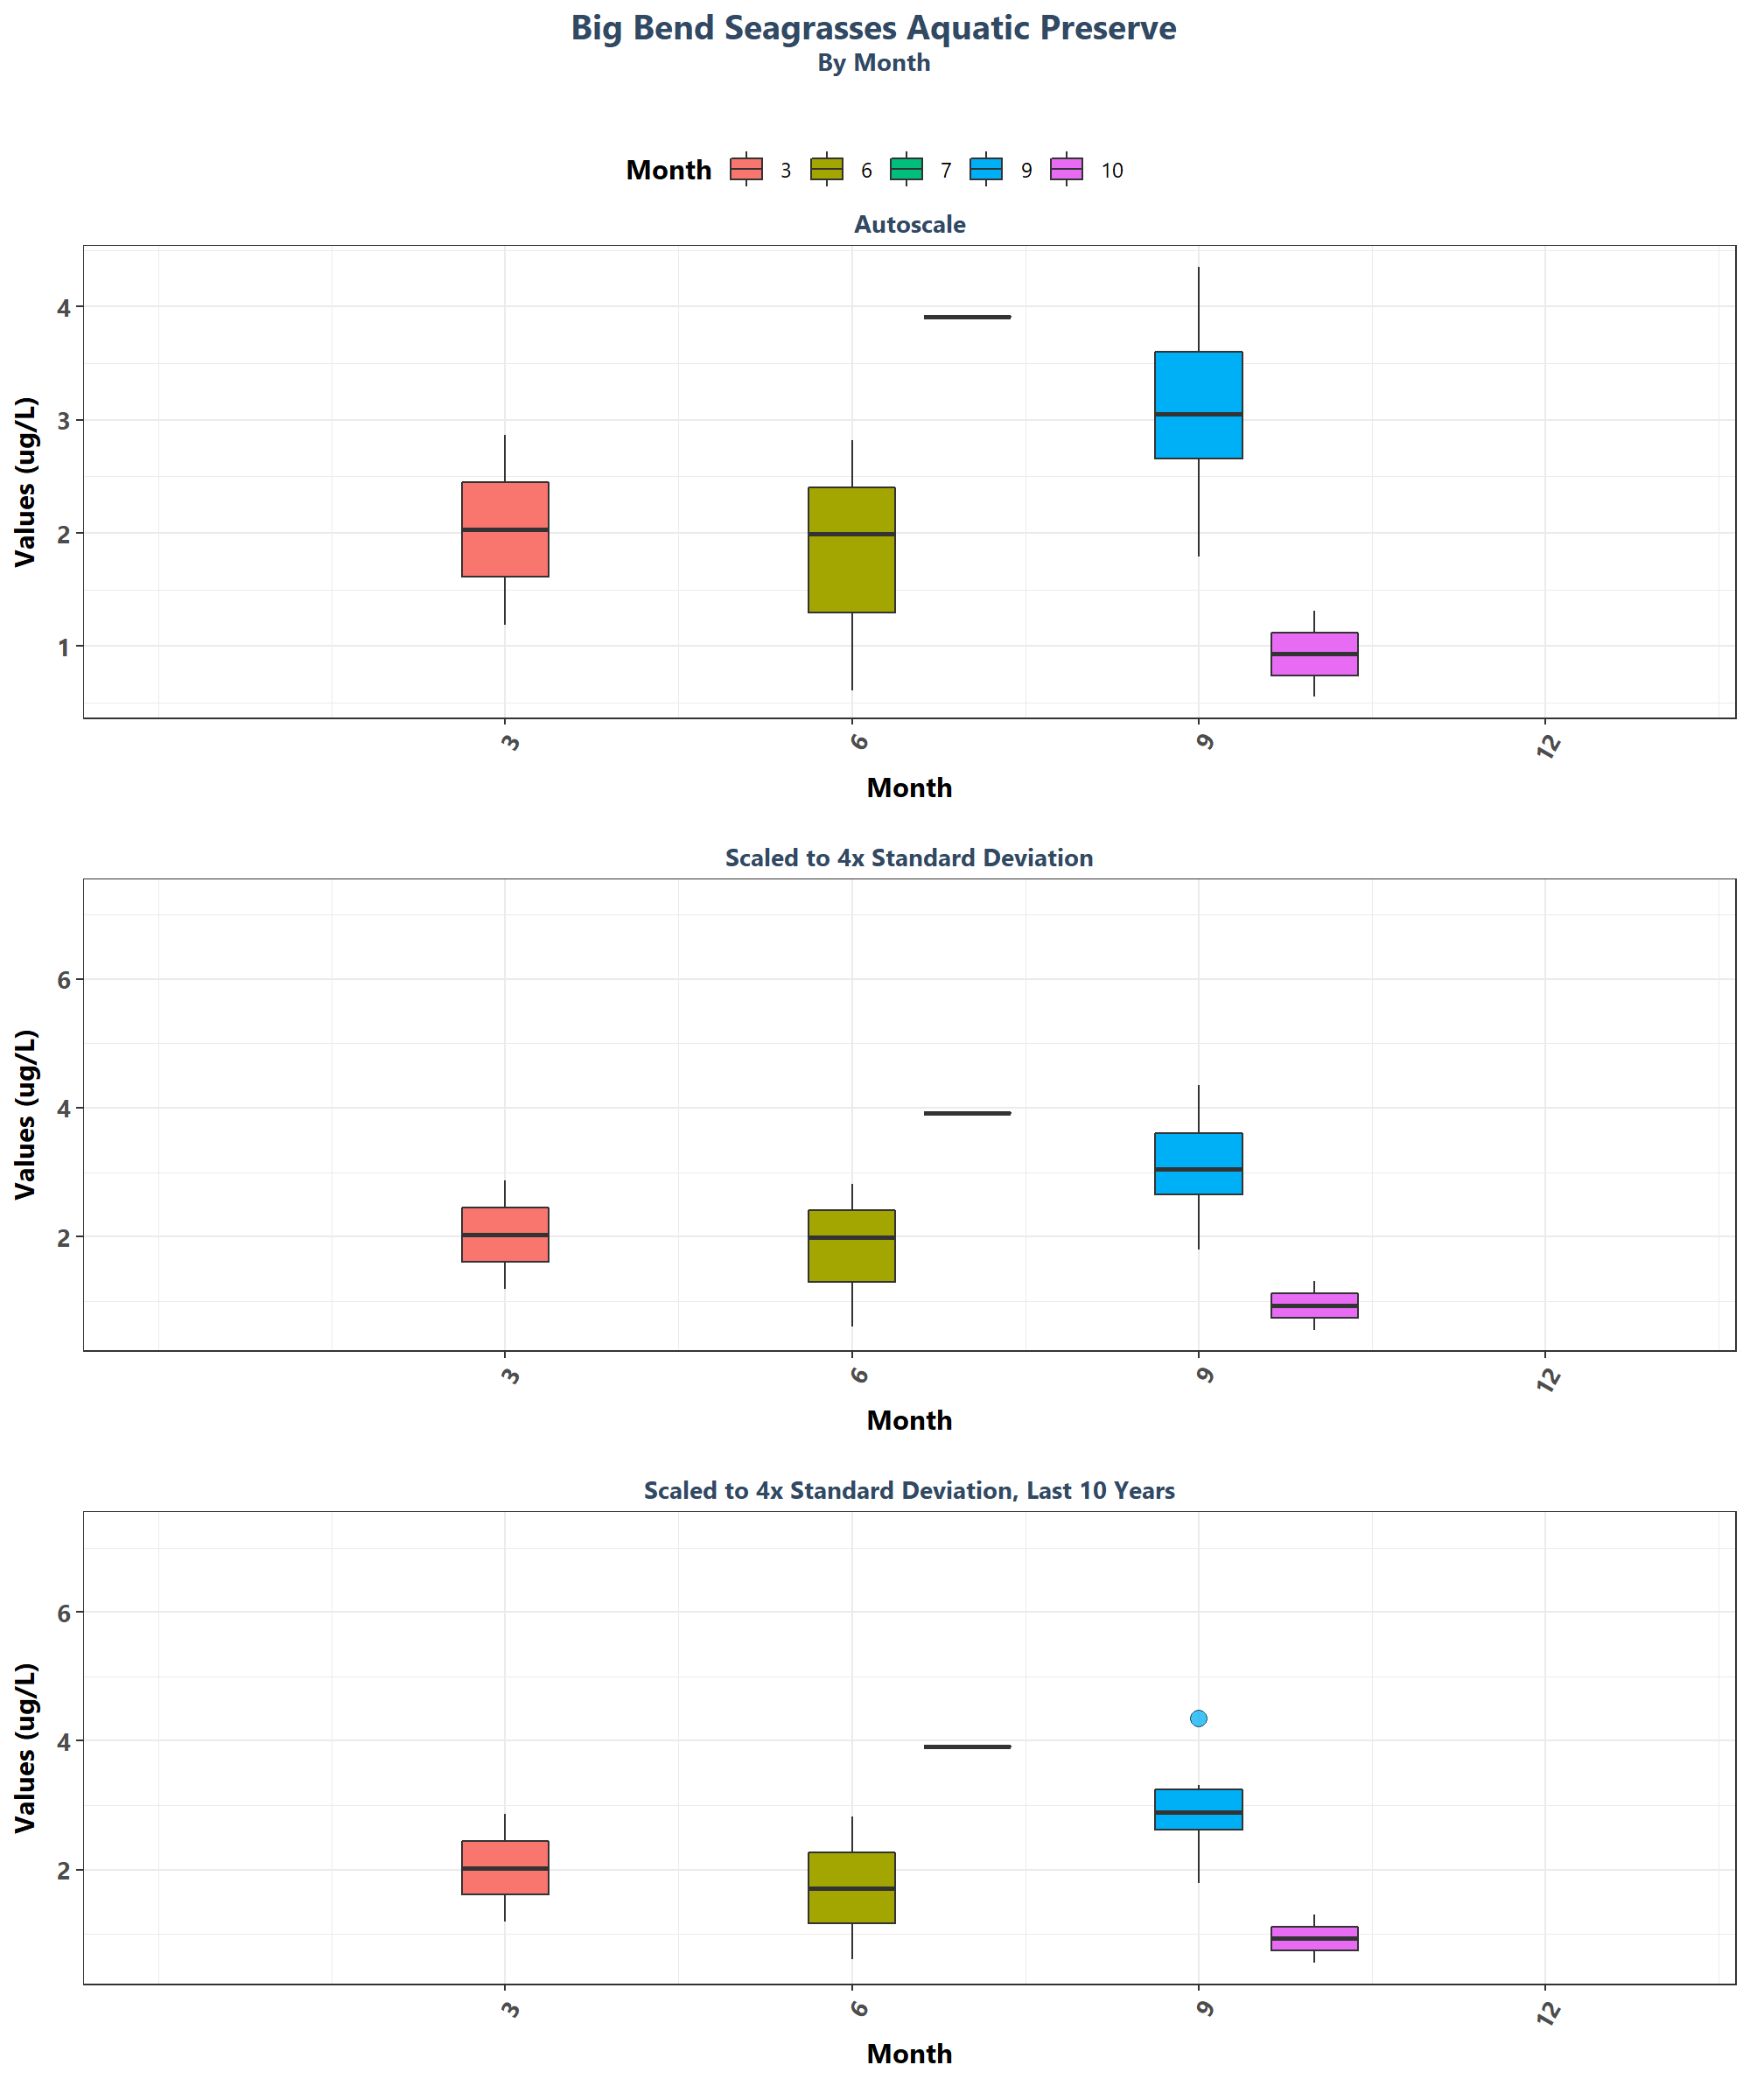 Big Bend Seagrasses Aquatic Preserve
By Month
Month 3 6 7 9 10
Autoscale
Values (ug/L)
4
3
2
1
3 6 9 12
Month
Scaled to 4x Standard Deviation
Values (ug/L)
6
4
2
3 6 9 12
Month
Scaled to 4x Standard Deviation, Last 10 Years
Values (ug/L)
6
4
2
3 6 9 12
Month